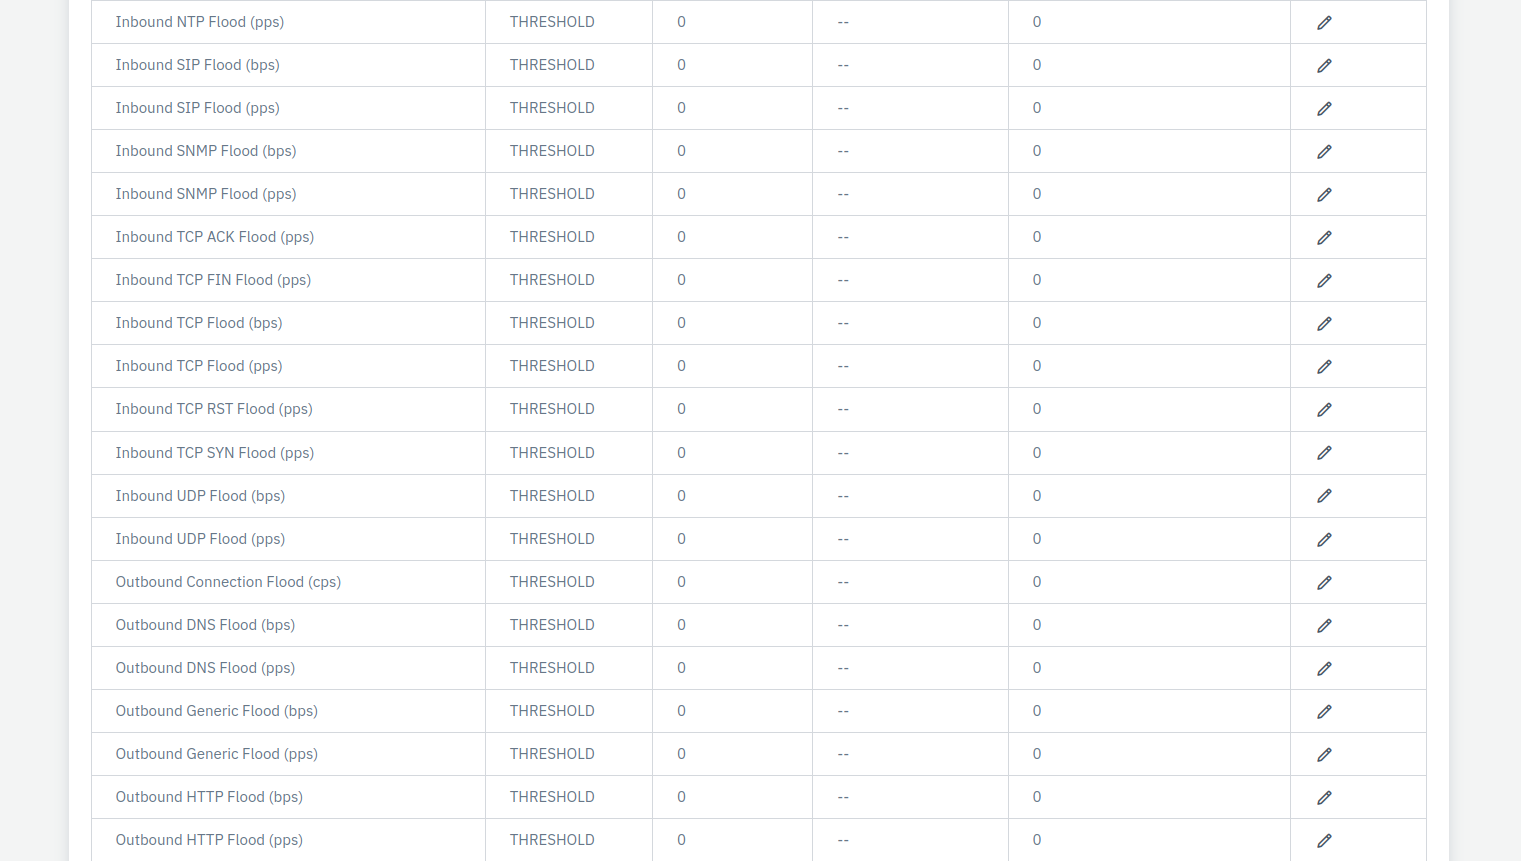 Inbound NTP Flood (pps) THRESHOLD 0 -- 0
Inbound SIP Flood (bps) THRESHOLD 0 -- 0
Inbound SIP Flood (pps) THRESHOLD 0 -- 0
Inbound SNMP Flood (bps) THRESHOLD 0 -- 0
Inbound SNMP Flood (pps) THRESHOLD 0 -- 0
Inbound TCP ACK Flood (pps) THRESHOLD 0 -- 0
Inbound TCP FIN Flood (pps) THRESHOLD 0 -- 0
Inbound TCP Flood (bps) THRESHOLD 0 -- 0
Inbound TCP Flood (pps) THRESHOLD 0 -- 0
Inbound TCP RST Flood (pps) THRESHOLD 0 -- 0
Inbound TCP SYN Flood (pps) THRESHOLD 0 -- 0
Inbound UDP Flood (bps) THRESHOLD 0 -- 0
Inbound UDP Flood (pps) THRESHOLD 0 -- 0
Outbound Connection Flood (cps) THRESHOLD 0 -- 0
Outbound DNS Flood (bps) THRESHOLD 0 -- 0
Outbound DNS Flood (pps) THRESHOLD 0 -- 0
Outbound Generic Flood (bps) THRESHOLD 0 -- 0
Outbound Generic Flood (pps) THRESHOLD 0 -- 0
Outbound HTTP Flood (bps) THRESHOLD 0 -- 0
Outbound HTTP Flood (pps) THRESHOLD 0 -- 0